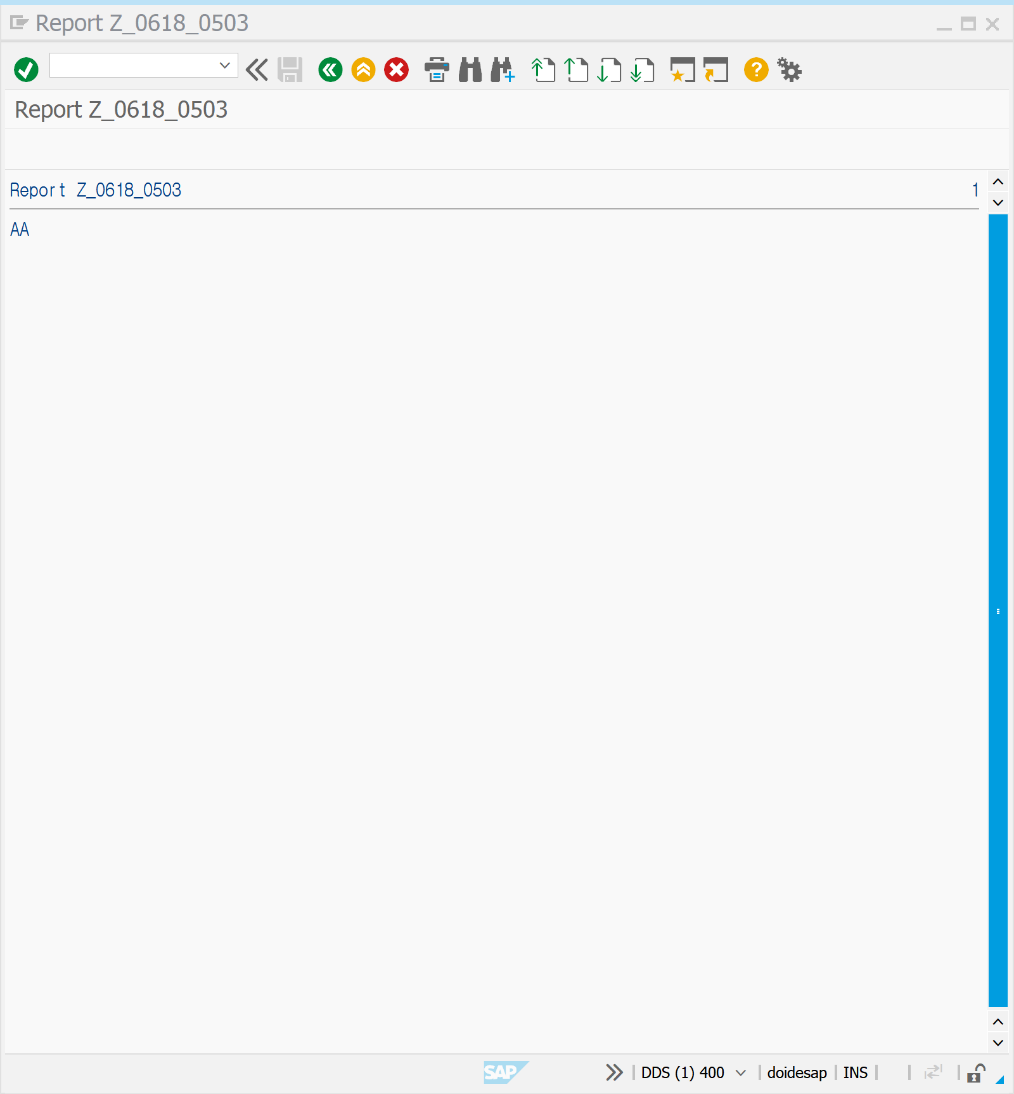 Report Z_0618_0503
Report Z_0618_0503
Report Z_0618_0503 1
AA
SAP DDS (1) 400 doidesap INS